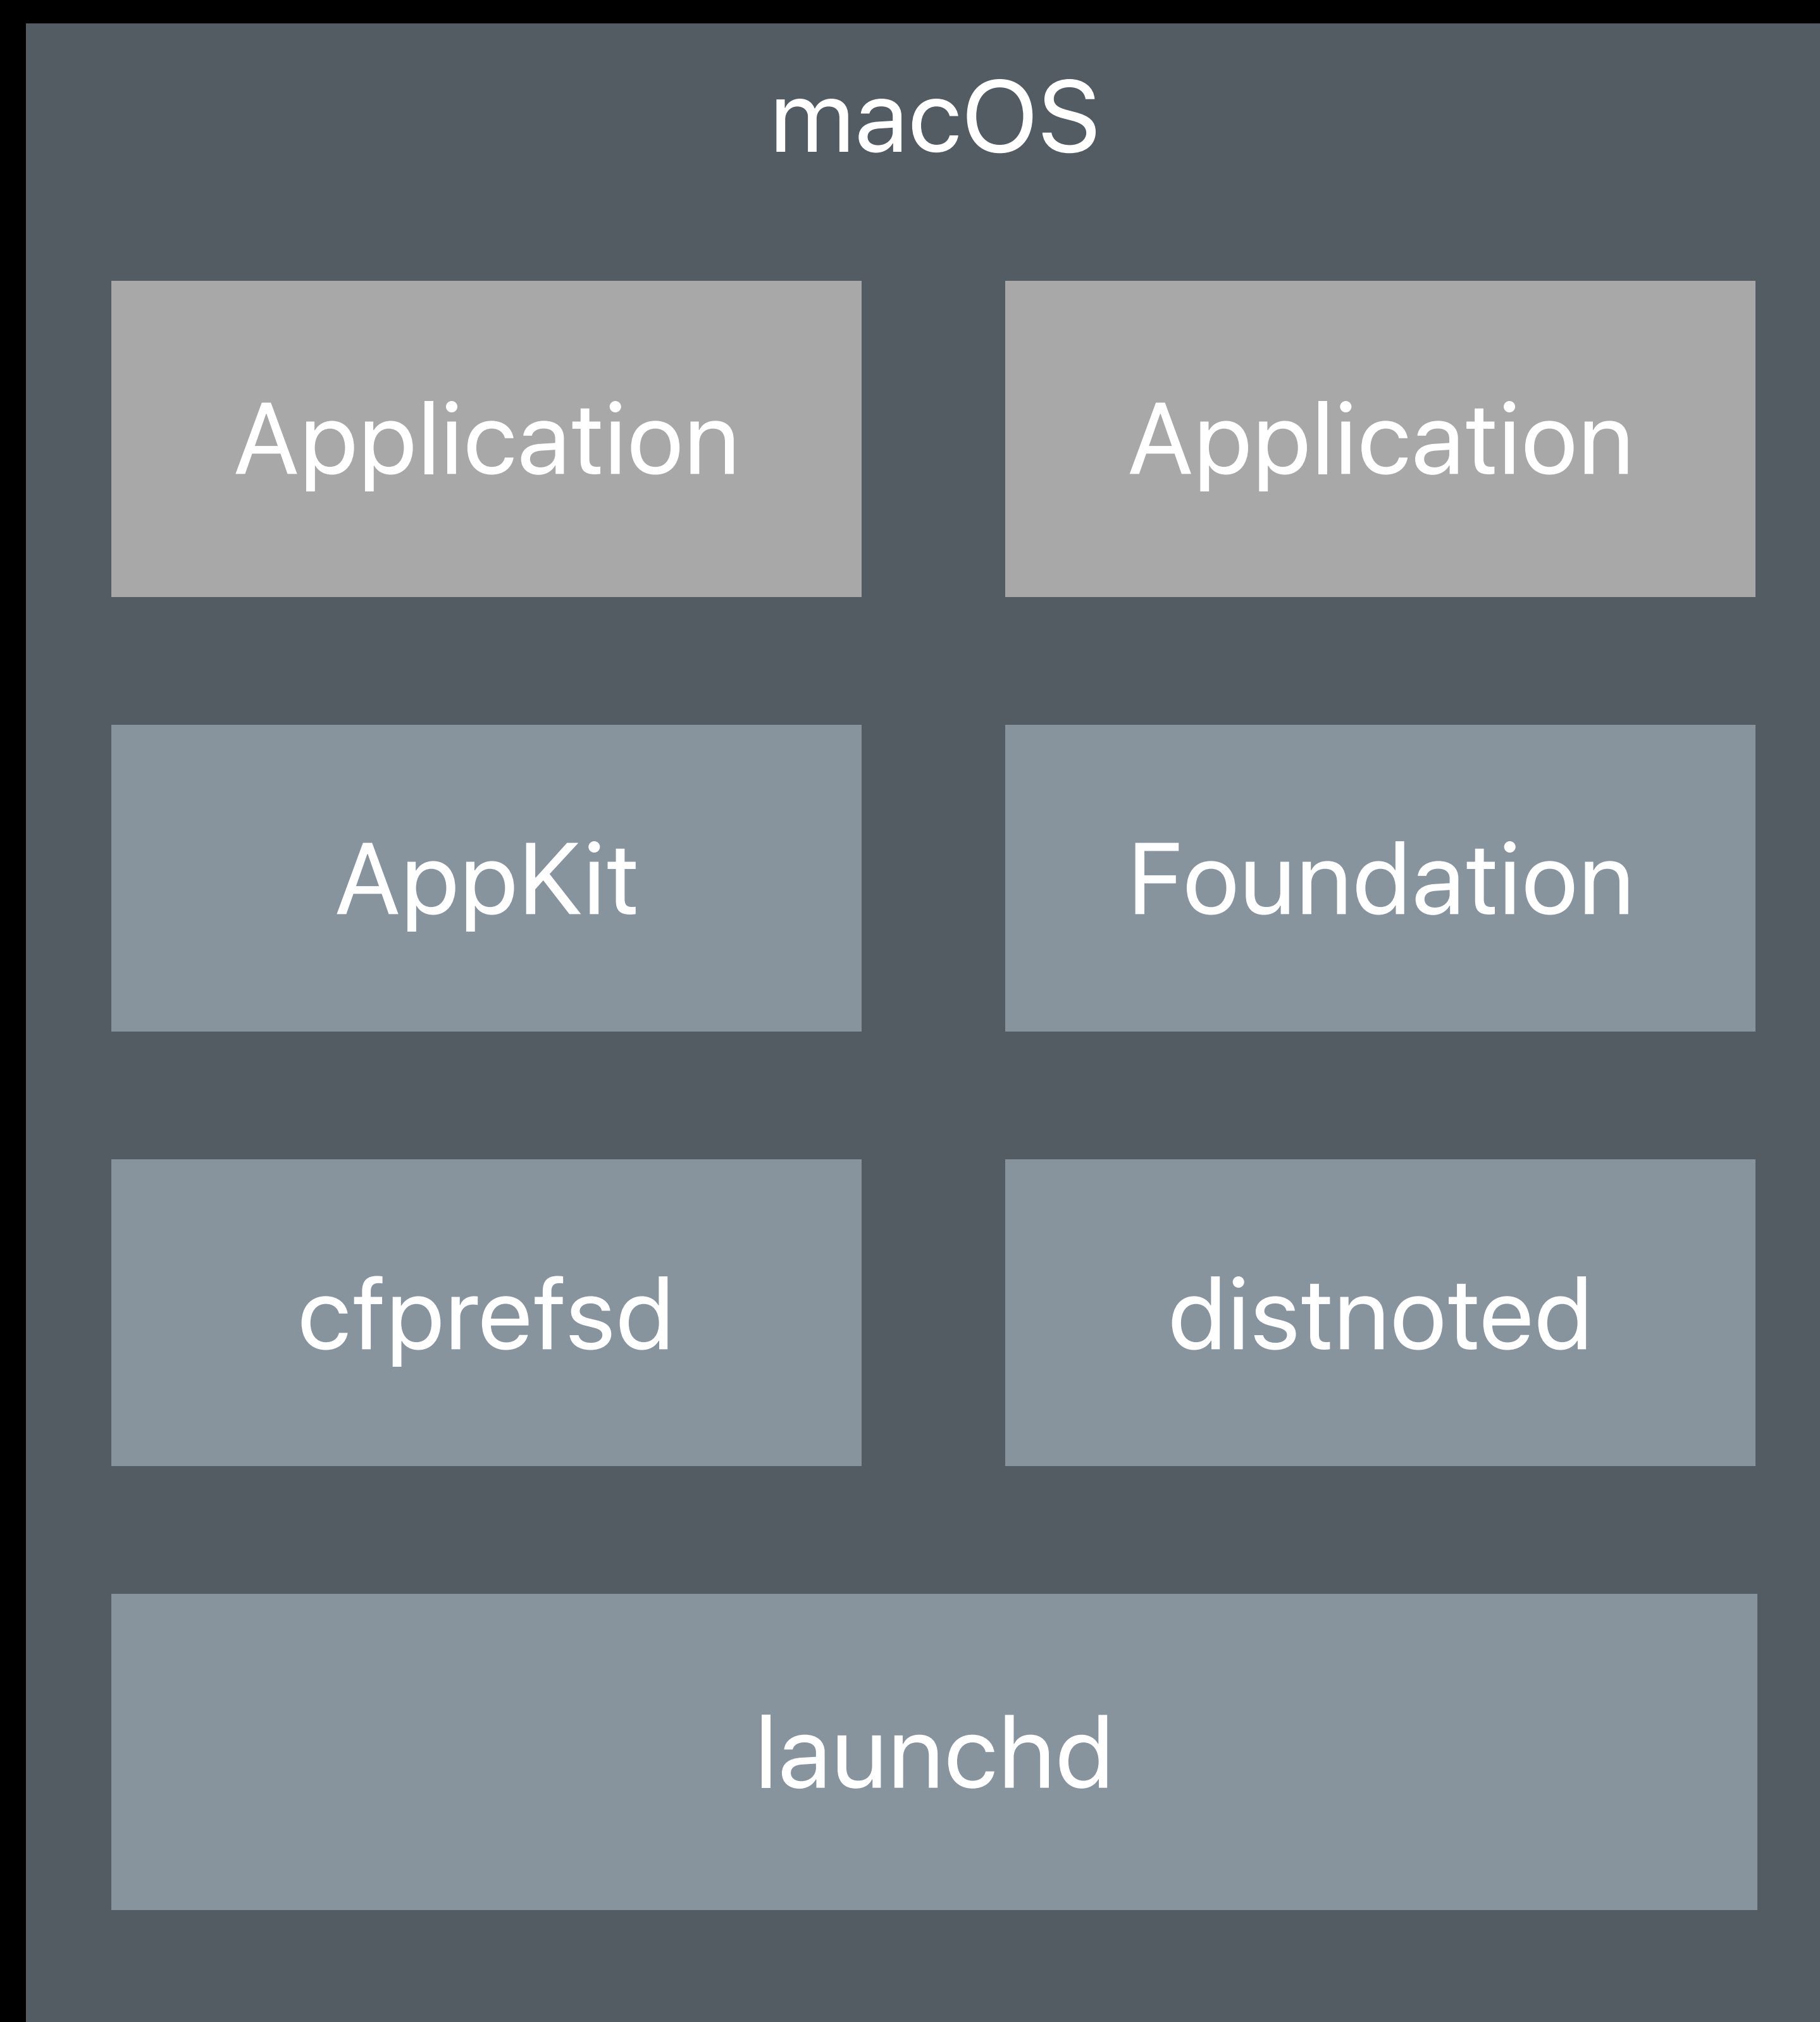 macOS
Application
Application
AppKit
Foundation
cfprefsd
distnoted
launchd